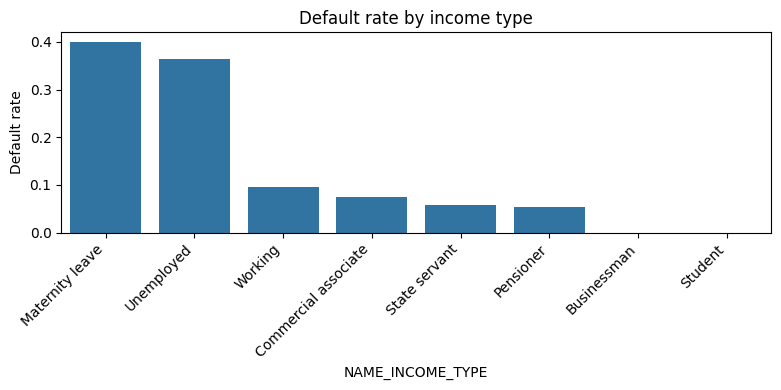 Default rate by income type
Default rate
0.4
0.3
0.2
0.1
0.0
Maternity leave
Unemployed
Working
Commercial associate
State servant
Pensioner
Businessman
Student
NAME_INCOME_TYPE